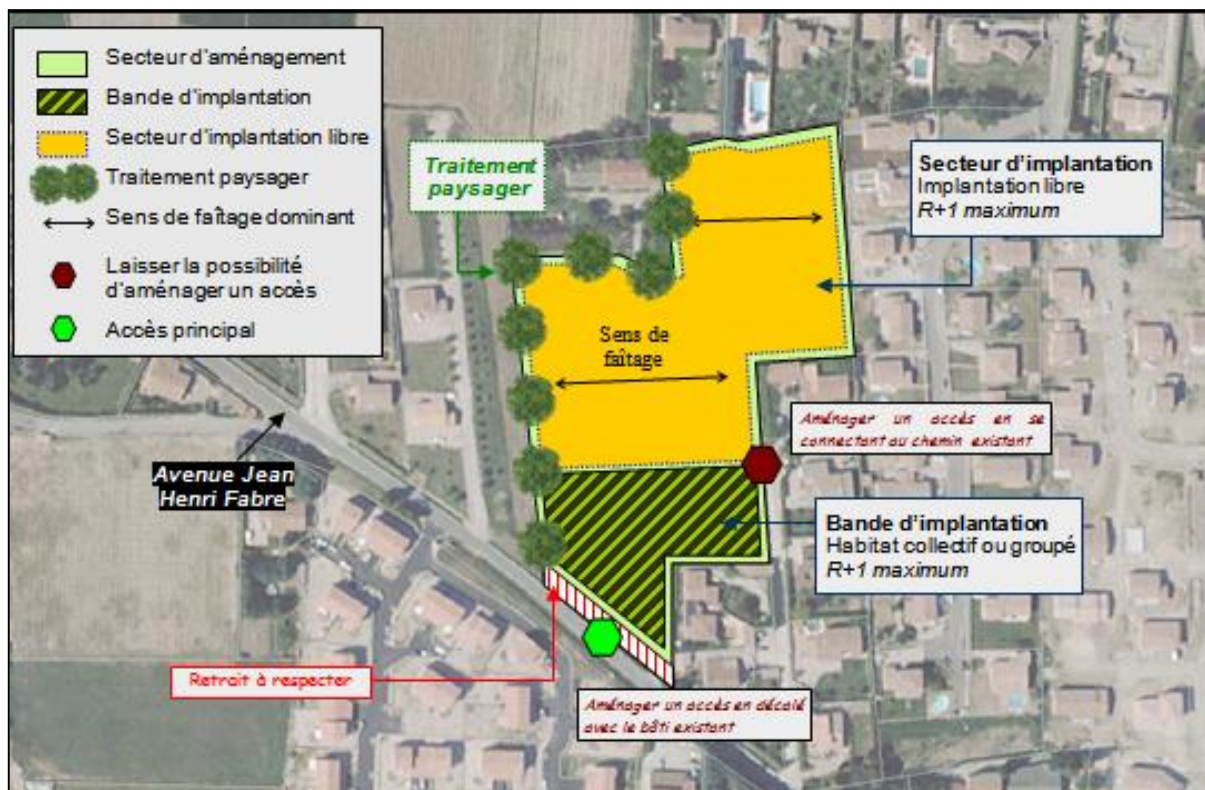 Secteur d'aménagement
Bande d'implantation
Secteur d'implantation libre
Traitement paysager
Sens de faîtage dominant
Laisser la possibilité
d'aménager un accès
Accès principal
Traitement
paysager
Secteur d'implantation
Implantation libre
R+1 maximum
Sens de
faîtage
Aménager un accès en se
connectant au chemin existant
Avenue Jean
Henri Fabre
Bande d'implantation
Habitat collectif ou groupé
R+1 maximum
Retrait à respecter
Aménager un accès en décalé
avec le bâti existant